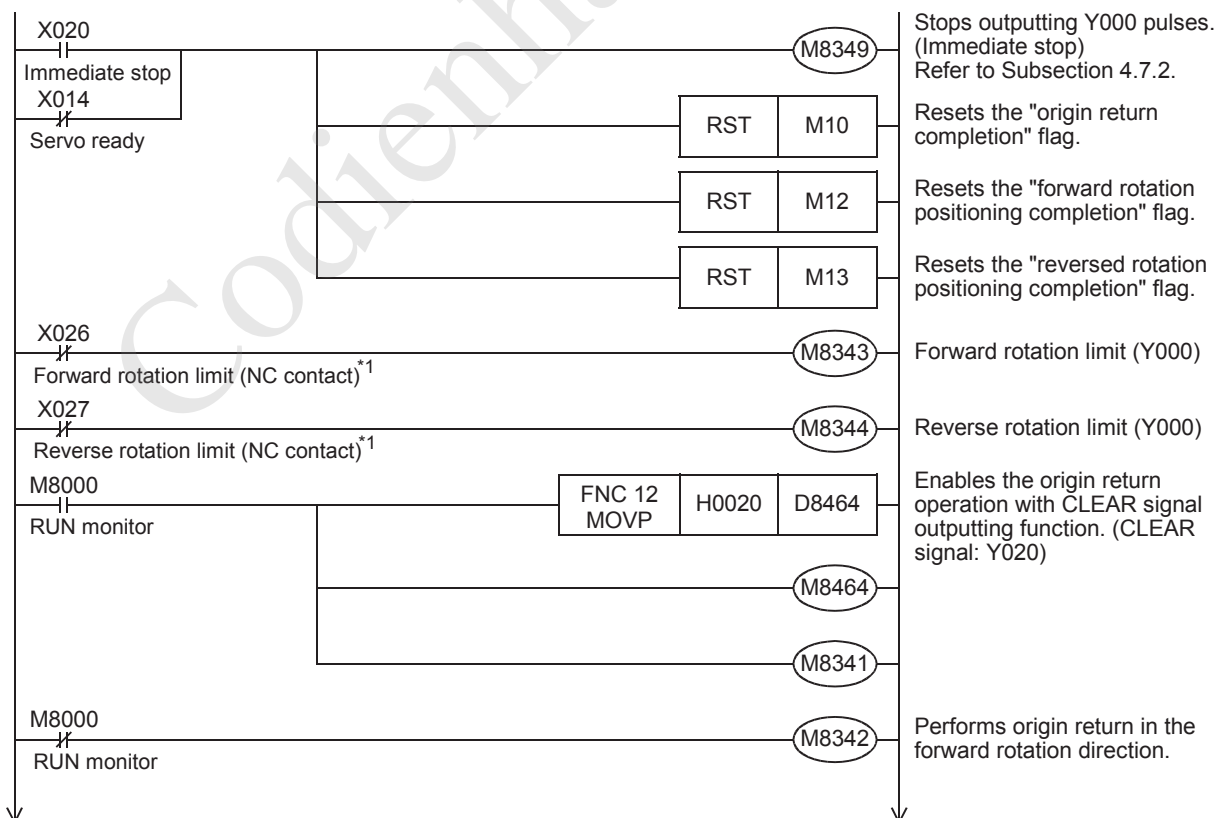 X020
Immediate stop
X014
Servo ready
M8349
Stops outputting Y000 pulses.
(Immediate stop)
Refer to Subsection 4.7.2.
RST M10
Resets the "origin return
completion" flag.
RST M12
Resets the "forward rotation
positioning completion" flag.
RST M13
Resets the "reversed rotation
positioning completion" flag.
X026
Forward rotation limit (NC contact)*1
M8343
Forward rotation limit (Y000)
X027
Reverse rotation limit (NC contact)*1
M8344
Reverse rotation limit (Y000)
M8000
RUN monitor
FNC 12
MOVP
H0020 D8464
Enables the origin return
operation with CLEAR signal
outputting function. (CLEAR
signal: Y020)
M8464
M8341
M8000
RUN monitor
M8342
Performs origin return in the
forward rotation direction.